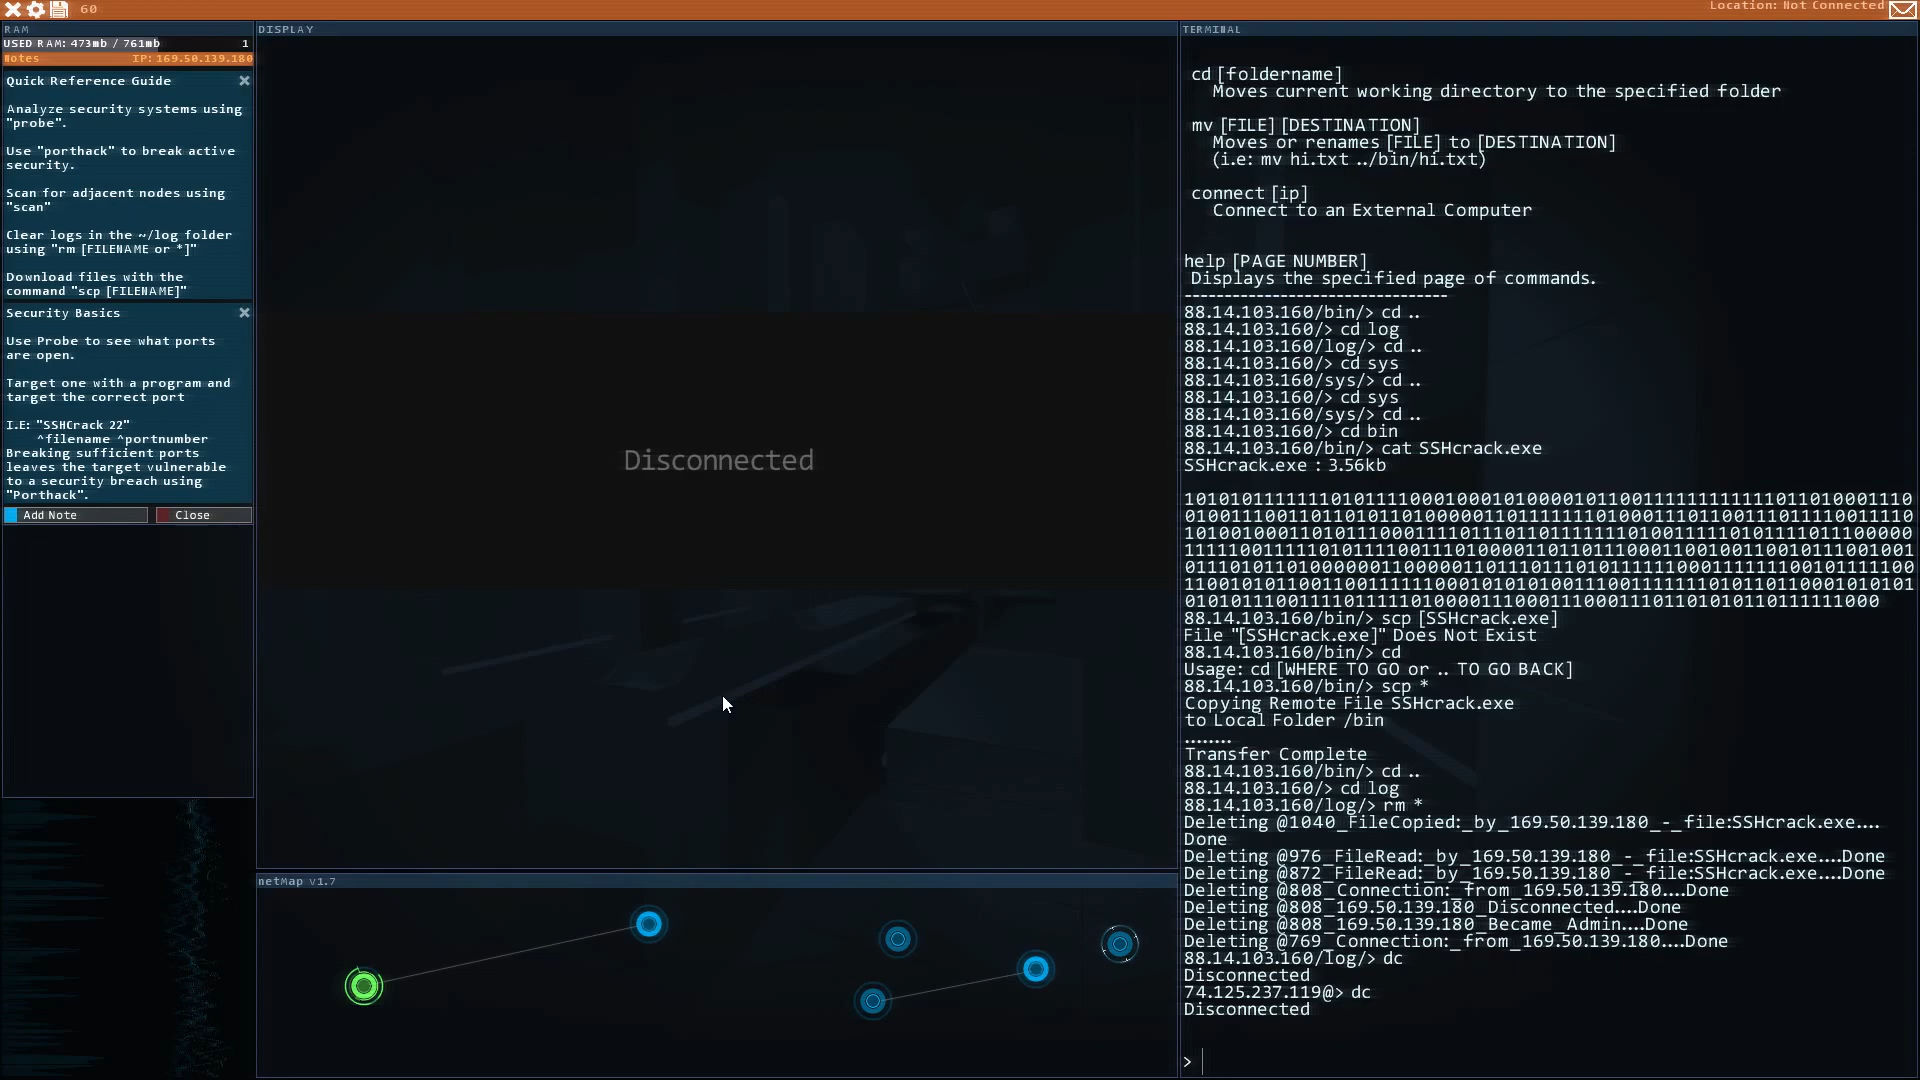 60
Location: Not Connected
RAM
USED RAM: 473mb / 761mb 1
Notes IP: 169.50.139.180
Quick Reference Guide
Analyze security systems using
"probe".
Use "porthack" to break active
security.
Scan for adjacent nodes using
"scan"
Clear logs in the ~/log folder
using "rm [FILENAME or *]"
Download files with the
command "scp [FILENAME]"
Security Basics
Use Probe to see what ports
are open.
Target one with a program and
target the correct port
I.E: "SSHCrack 22"
^filename ^portnumber
Breaking sufficient ports
leaves the target vulnerable
to a security breach using
"Porthack".
Add Note
Close
DISPLAY
Disconnected
netMap v1.7
TERMINAL
cd [foldername]
Moves current working directory to the specified folder
mv [FILE] [DESTINATION]
Moves or renames [FILE] to [DESTINATION]
(i.e: mv hi.txt ../bin/hi.txt)
connect [ip]
Connect to an External Computer
help [PAGE NUMBER]
Displays the specified page of commands.
---------------------------------
88.14.103.160/bin/> cd ..
88.14.103.160/> cd log
88.14.103.160/log/> cd ..
88.14.103.160/> cd sys
88.14.103.160/sys/> cd ..
88.14.103.160/> cd sys
88.14.103.160/sys/> cd ..
88.14.103.160/> cd bin
88.14.103.160/bin/> cat SSHcrack.exe
SSHcrack.exe : 3.56kb
88.14.103.160/bin/> scp [SSHcrack.exe]
File "[SSHcrack.exe]" Does Not Exist
88.14.103.160/bin/> cd
Usage: cd [WHERE TO GO or .. TO GO BACK]
88.14.103.160/bin/> scp *
Copying Remote File SSHcrack.exe
to Local Folder /bin
........
Transfer Complete
88.14.103.160/bin/> cd ..
88.14.103.160/> cd log
88.14.103.160/log/> rm *
Deleting @1040_FileCopied:_by_169.50.139.180_-_file:SSHcrack.exe....
Done
Deleting @976_FileRead:_by_169.50.139.180_-_file:SSHcrack.exe....Done
Deleting @872_FileRead:_by_169.50.139.180_-_file:SSHcrack.exe....Done
Deleting @808_Connection:_from_169.50.139.180....Done
Deleting @808_169.50.139.180_Disconnected....Done
Deleting @808_169.50.139.180_Became_Admin....Done
Deleting @769_Connection:_from_169.50.139.180....Done
88.14.103.160/log/> dc
Disconnected
74.125.237.119@> dc
Disconnected
>